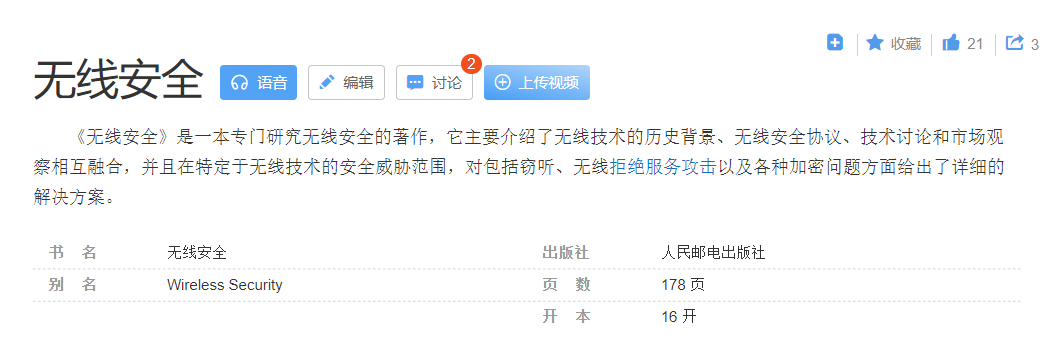 收藏 21 3
无线安全 语音 编辑 讨论 2 上传视频
《无线安全》是一本专门研究无线安全的著作，它主要介绍了无线技术的历史背景、无线安全协议、技术讨论和市场观
察相互融合，并且在特定于无线技术的安全威胁范围，对包括窃听、无线拒绝服务攻击以及各种加密问题方面给出了详细的
解决方案。
书 名 无线安全 出版社 人民邮电出版社
别 名 Wireless Security 页 数 178 页
开 本 16 开